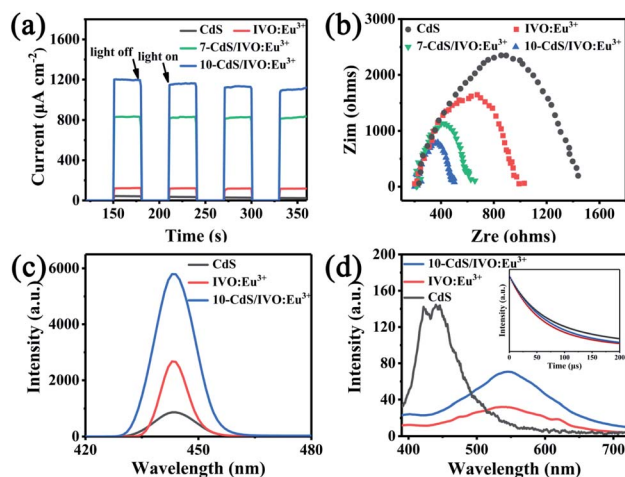 (a)
CdS IVO:Eu³⁺
7-CdS/IVO:Eu³⁺
10-CdS/IVO:Eu³⁺
light off light on
Current (μA cm⁻²)
1600
1200
800
400
0
150 200 250 300 350
Time (s)
(b)
CdS IVO:Eu³⁺
7-CdS/IVO:Eu³⁺ 10-CdS/IVO:Eu³⁺
Zim (ohms)
3000
2000
1000
0
400 800 1200 1600
Zre (ohms)
(c)
CdS
IVO:Eu³⁺
10-CdS/IVO:Eu³⁺
Intensity (a.u.)
6000
4000
2000
0
420 450 480
Wavelength (nm)
(d)
10-CdS/IVO:Eu³⁺
IVO:Eu³⁺
CdS
Intensity (a.u.)
200
160
120
80
40
0
400 500 600 700
Wavelength (nm)
Intensity (a.u.)
0 50 100 150 200
Time (μs)